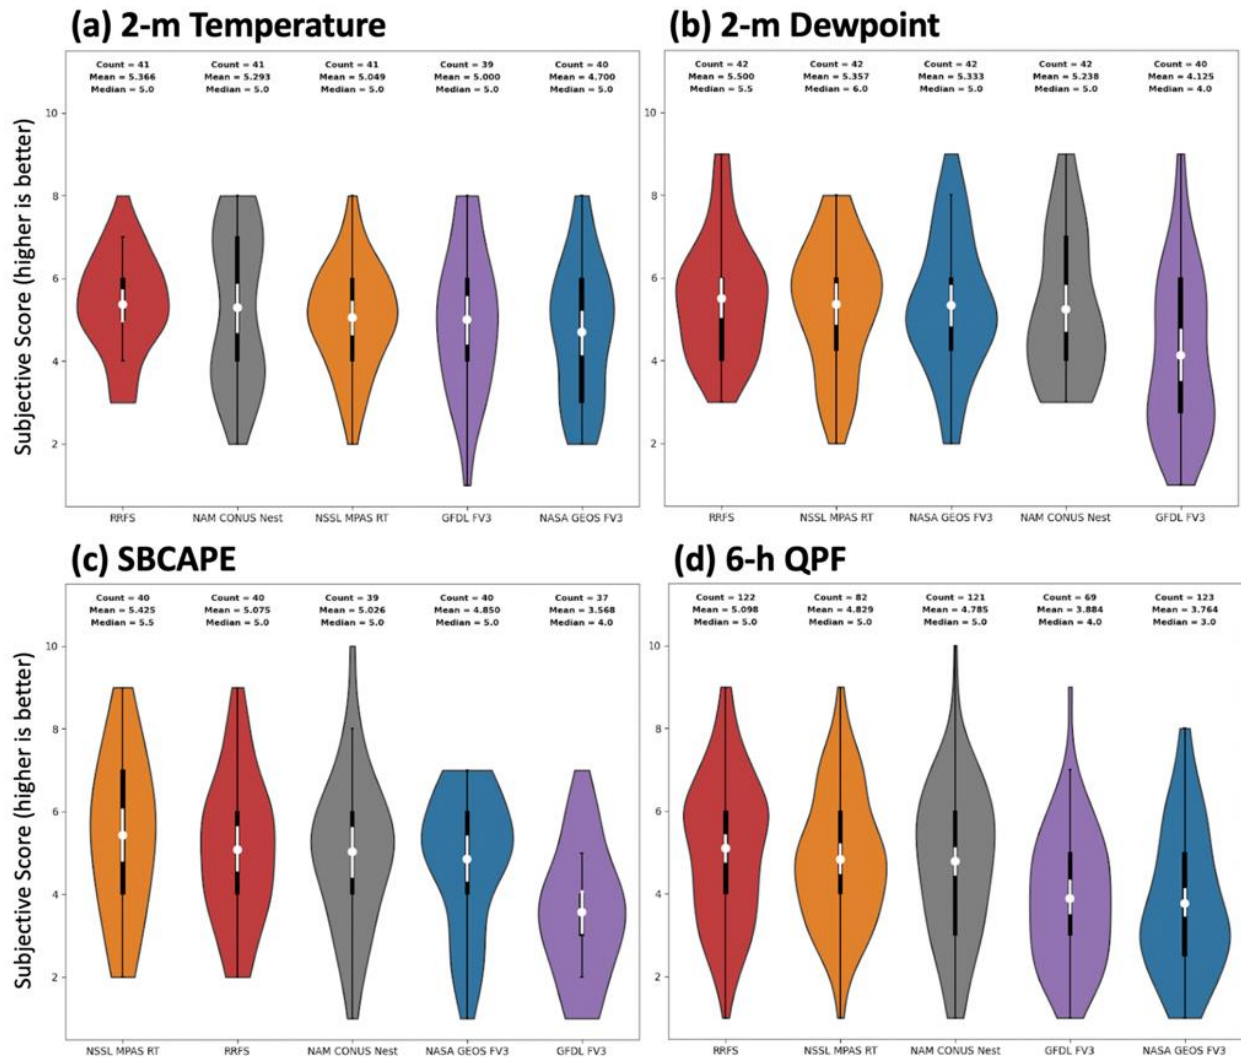 (a) 2-m Temperature
Count = 41 Count = 41 Count = 41 Count = 39 Count = 40
Mean = 5.366 Mean = 5.293 Mean = 5.049 Mean = 5.000 Mean = 4.700
Median = 5.0 Median = 5.0 Median = 5.0 Median = 5.0 Median = 5.0
Subjective Score (higher is better)
10
8
6
4
2
RRFS NAM CONUS Nest NSSL MPAS RT GFDL FV3 NASA GEOS FV3
(b) 2-m Dewpoint
Count = 42 Count = 42 Count = 42 Count = 42 Count = 40
Mean = 5.500 Mean = 5.357 Mean = 5.333 Mean = 5.238 Mean = 4.125
Median = 5.5 Median = 6.0 Median = 5.0 Median = 5.0 Median = 4.0
10
8
6
4
2
RRFS NSSL MPAS RT NASA GEOS FV3 NAM CONUS Nest GFDL FV3
(c) SBCAPE
Count = 40 Count = 40 Count = 39 Count = 40 Count = 37
Mean = 5.425 Mean = 5.075 Mean = 5.026 Mean = 4.850 Mean = 3.568
Median = 5.5 Median = 5.0 Median = 5.0 Median = 5.0 Median = 4.0
Subjective Score (higher is better)
10
8
6
4
2
NSSL MPAS RT RRFS NAM CONUS Nest NASA GEOS FV3 GFDL FV3
(d) 6-h QPF
Count = 122 Count = 82 Count = 121 Count = 69 Count = 123
Mean = 5.098 Mean = 4.829 Mean = 4.785 Mean = 3.884 Mean = 3.764
Median = 5.0 Median = 5.0 Median = 5.0 Median = 4.0 Median = 3.0
10
8
6
4
2
RRFS NSSL MPAS RT NAM CONUS Nest GFDL FV3 NASA GEOS FV3